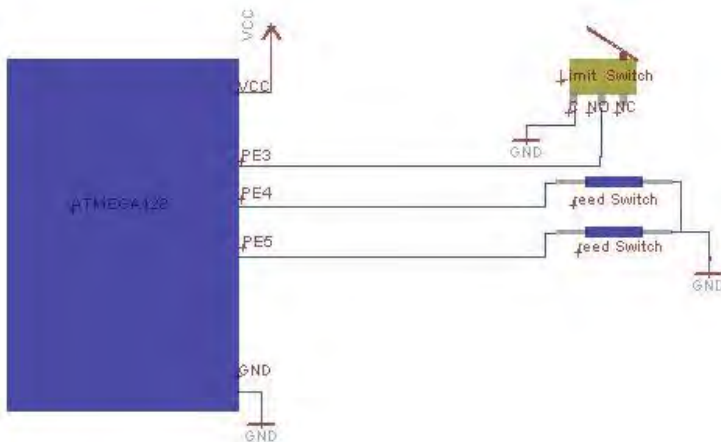 VCC
VCC
Limit Switch
C NO NC
GND
PE3
PE4
ATMEGA128
reed Switch
PE5
reed Switch
GND
GND
GND